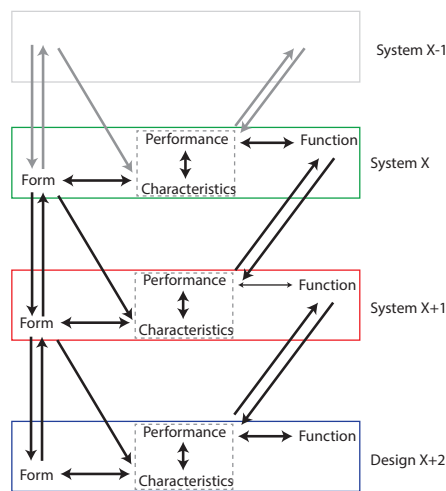 System X-1
Performance
Function
System X
Form
Characteristics
Performance
Function
System X+1
Form
Characteristics
Performance
Function
Design X+2
Form
Characteristics